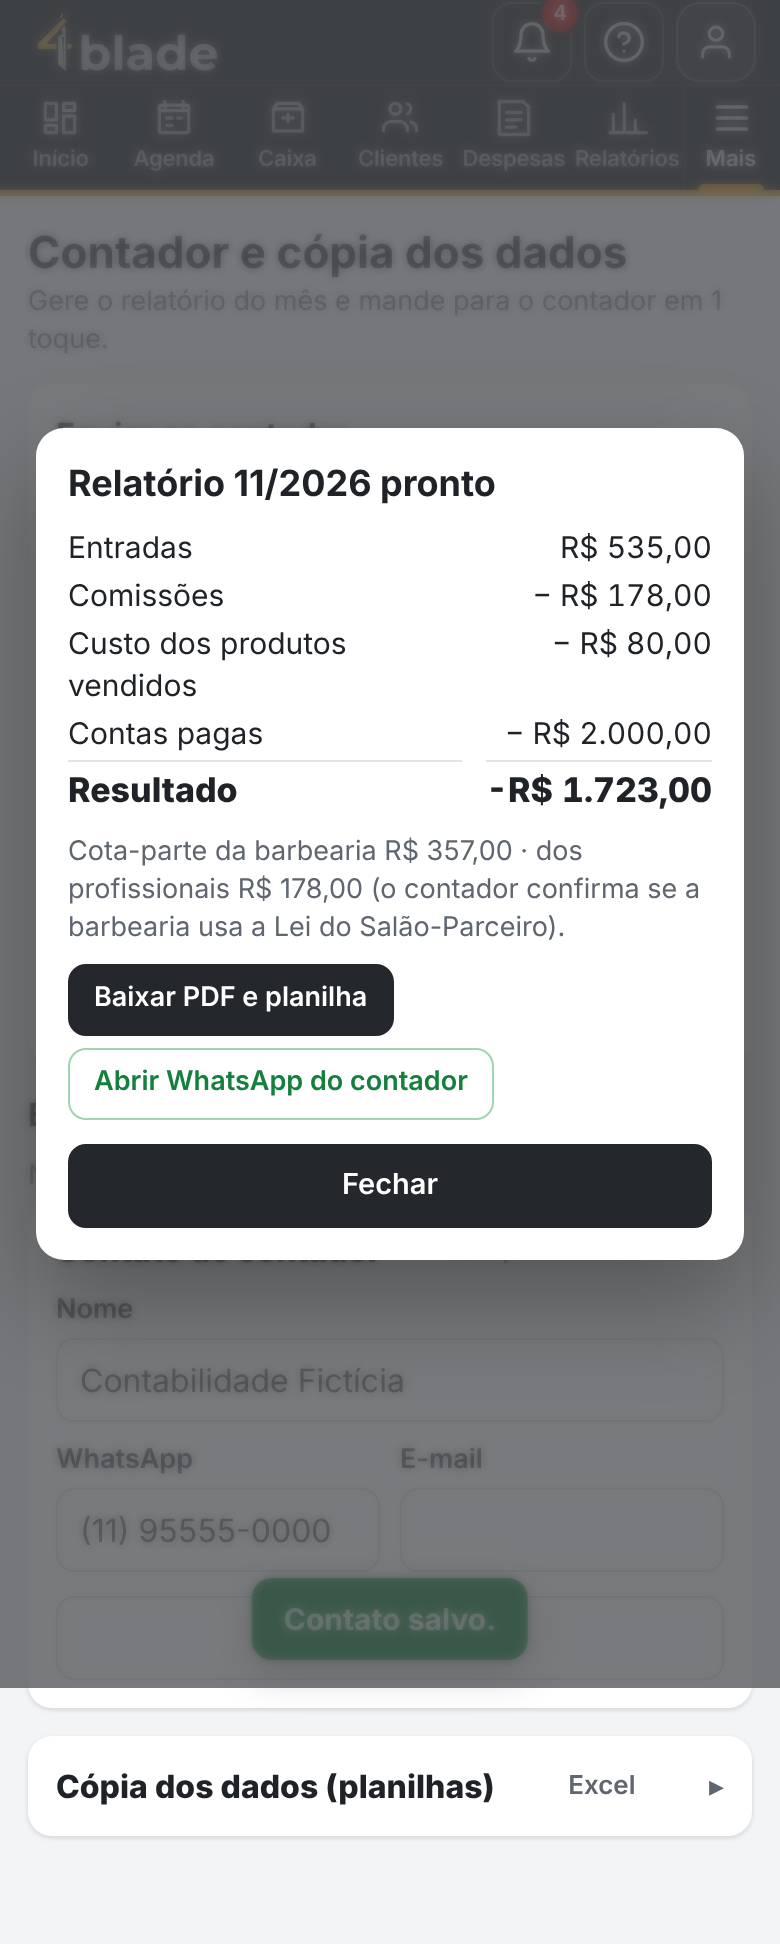 4blade
4
Início
Agenda
Caixa
Clientes
Despesas
Relatórios
Mais
Contador e cópia dos dados
Gere o relatório do mês e mande para o contador em 1
toque.
Relatório 11/2026 pronto
Entradas R$ 535,00
Comissões − R$ 178,00
Custo dos produtos − R$ 80,00
vendidos
Contas pagas − R$ 2.000,00
Resultado -R$ 1.723,00
Cota-parte da barbearia R$ 357,00 · dos
profissionais R$ 178,00 (o contador confirma se a
barbearia usa a Lei do Salão-Parceiro).
Baixar PDF e planilha
Abrir WhatsApp do contador
Fechar
Nome
Contabilidade Fictícia
WhatsApp E-mail
(11) 95555-0000
Contato salvo.
Cópia dos dados (planilhas) Excel ▸